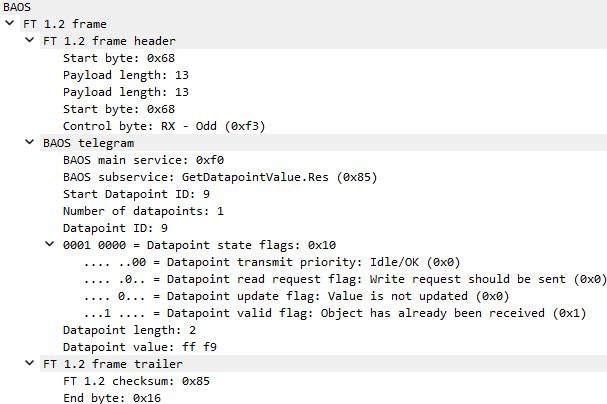 BAOS
FT 1.2 frame
FT 1.2 frame header
Start byte: 0x68
Payload length: 13
Payload length: 13
Start byte: 0x68
Control byte: RX - Odd (0xf3)
BAOS telegram
BAOS main service: 0xf0
BAOS subservice: GetDatapointValue.Res (0x85)
Start Datapoint ID: 9
Number of datapoints: 1
Datapoint ID: 9
0001 0000 = Datapoint state flags: 0x10
.... ..00 = Datapoint transmit priority: Idle/OK (0x0)
.... .0.. = Datapoint read request flag: Write request should be sent (0x0)
.... 0... = Datapoint update flag: Value is not updated (0x0)
...1 .... = Datapoint valid flag: Object has already been received (0x1)
Datapoint length: 2
Datapoint value: ff f9
FT 1.2 frame trailer
FT 1.2 checksum: 0x85
End byte: 0x16